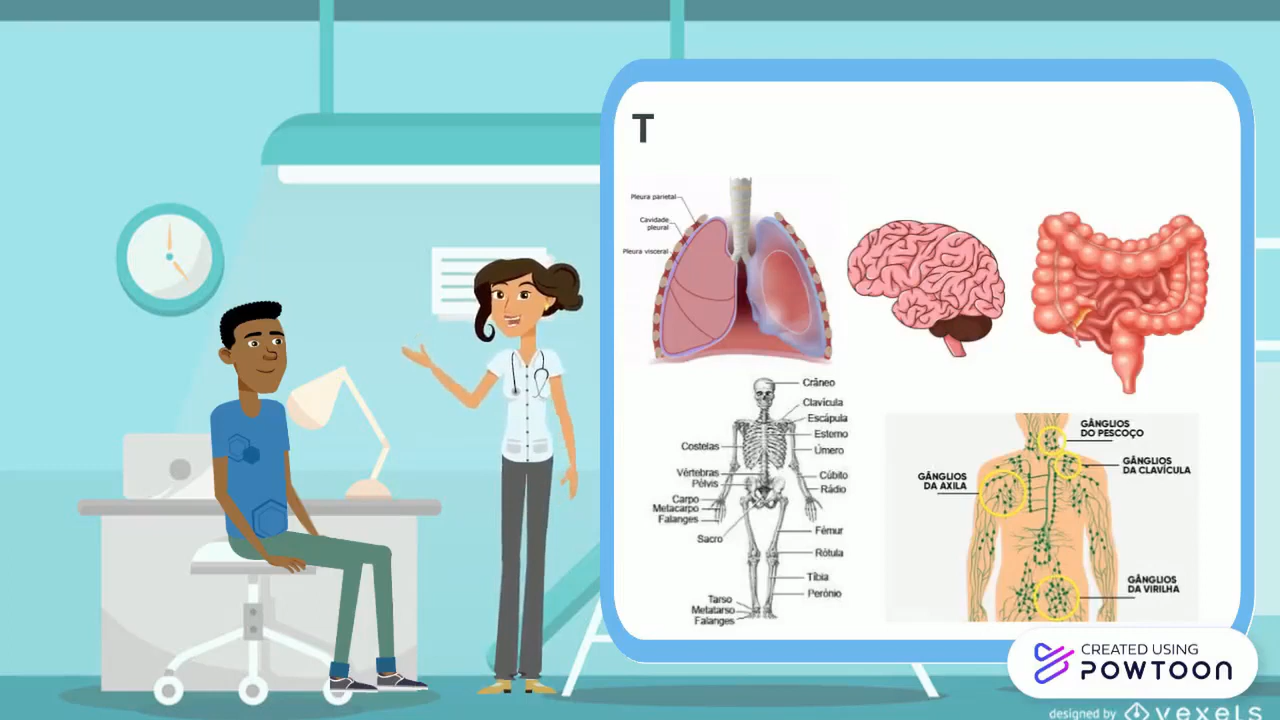 T
Pleura parietal
Cavidade
pleural
Pleura visceral
Crâneo
Clavícula
Escápula
Esterno
Costelas
Úmero
Vértebras
Pélvis
Cúbito
Rádio
Carpo
Metacarpo
Falanges
Sacro
Fémur
Rótula
Tíbia
Perónio
Tarso
Metatarso
Falanges
GÂNGLIOS
DO PESCOÇO
GÂNGLIOS
DA CLAVÍCULA
GÂNGLIOS
DA AXILA
GÂNGLIOS
DA VIRILHA
CREATED USING
POWTOON
designed by vexels